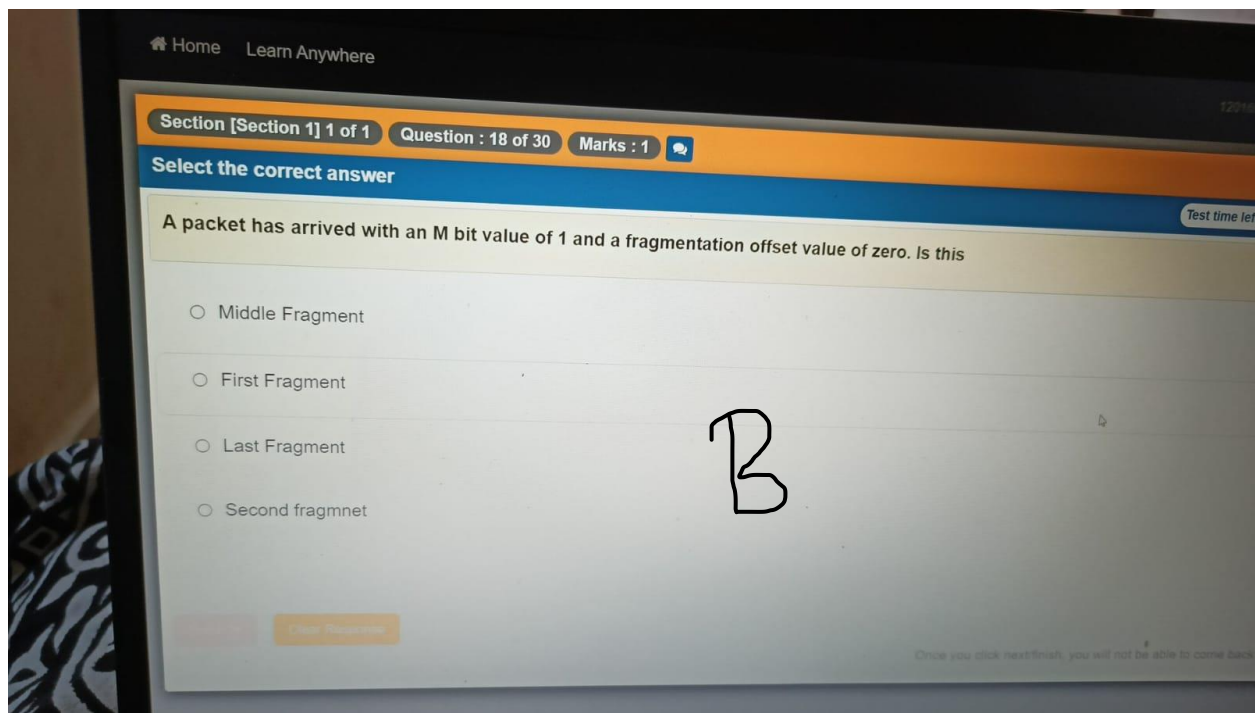 Home Learn Anywhere
Section [Section 1] 1 of 1 Question : 18 of 30 Marks : 1
Select the correct answer
Test time lef
A packet has arrived with an M bit value of 1 and a fragmentation offset value of zero. Is this
Middle Fragment
First Fragment
Last Fragment
Second fragmnet
B
Clear Response
Once you click next/finish, you will not be able to come back